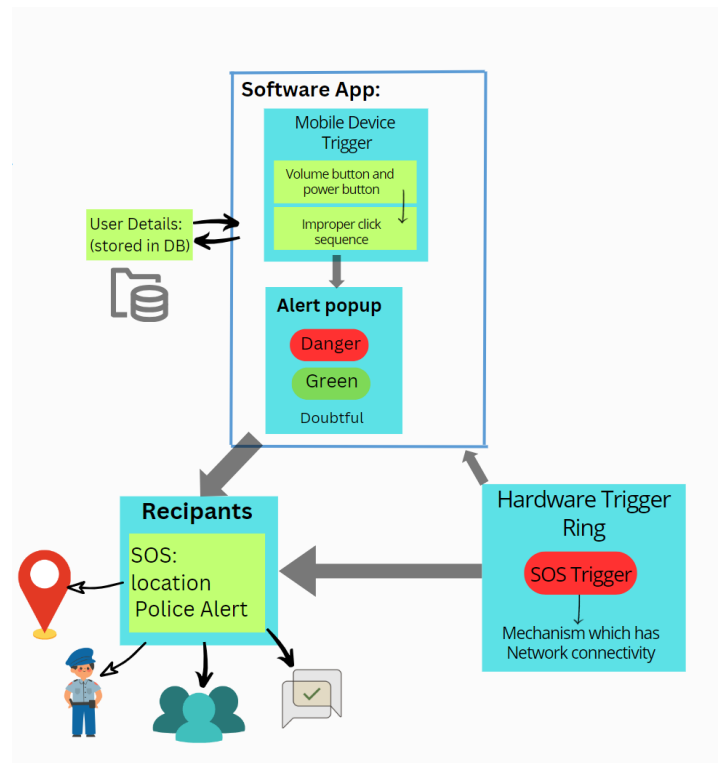 Software App:
Mobile Device
Trigger
Volume button and
power button
Improper click
sequence
User Details:
(stored in DB)
Alert popup
Danger
Green
Doubtful
Recipants
SOS:
location
Police Alert
Hardware Trigger
Ring
SOS Trigger
Mechanism which has
Network connectivity